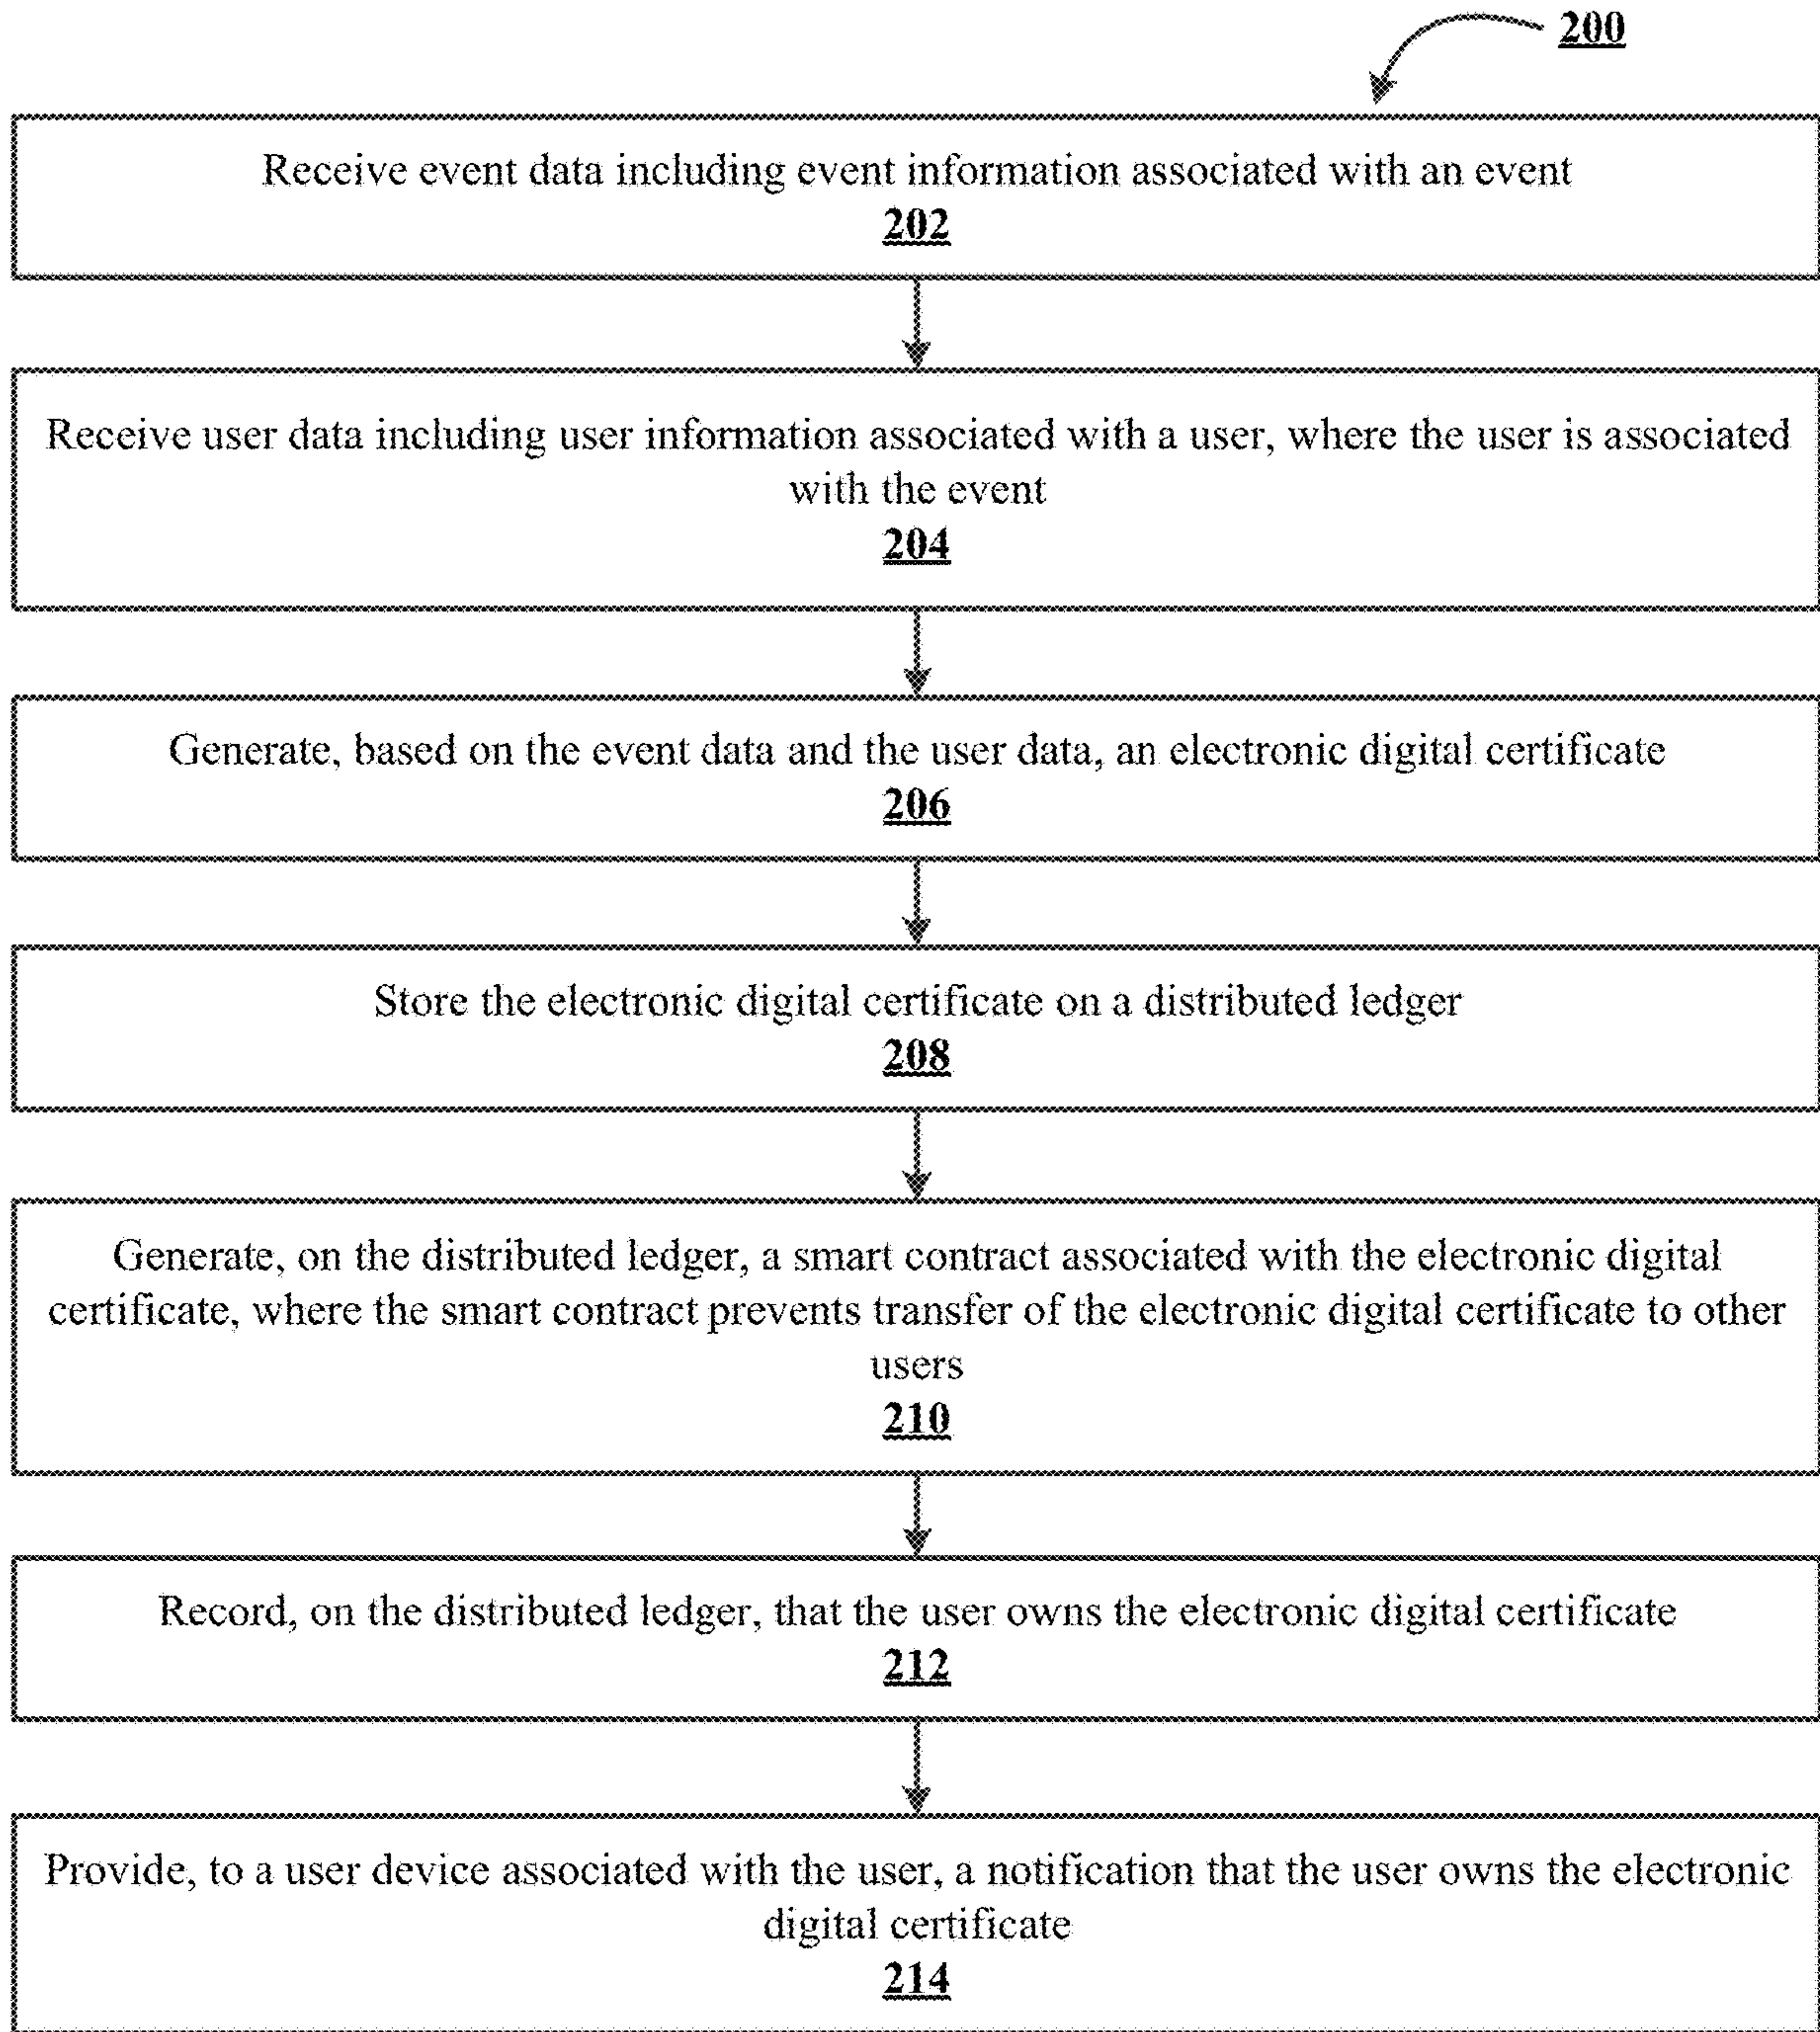 200
Receive event data including event information associated with an event
202
Receive user data including user information associated with a user, where the user is associated
with the event
204
Generate, based on the event data and the user data, an electronic digital certificate
206
Store the electronic digital certificate on a distributed ledger
208
Generate, on the distributed ledger, a smart contract associated with the electronic digital
certificate, where the smart contract prevents transfer of the electronic digital certificate to other
users
210
Record, on the distributed ledger, that the user owns the electronic digital certificate
212
Provide, to a user device associated with the user, a notification that the user owns the electronic
digital certificate
214